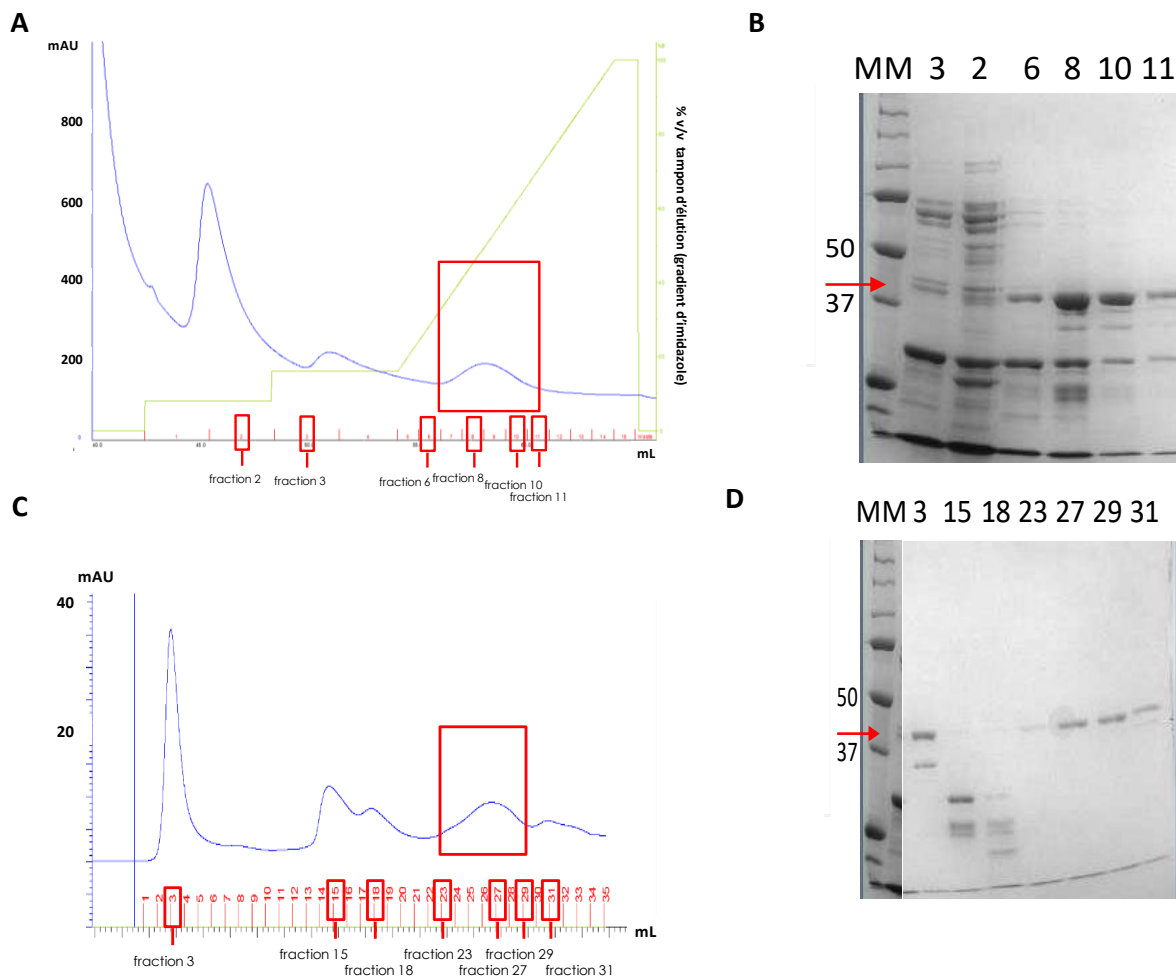 A
mAU
800
600
400
200
0
% v/v tampon d'élution (gradient d'imidazole)
mL
fraction 2
fraction 3
fraction 6
fraction 8
fraction 10
fraction 11
B
MM 3 2 6 8 10 11
50
37
C
mAU
40
20
1 2 3 4 5 6 7 8 9 10 11 12 13 14 15 16 17 18 19 20 21 22 23 24 25 26 27 28 29 30 31 32 33 34 35
mL
fraction 3
fraction 15
fraction 18
fraction 23
fraction 27
fraction 29
fraction 31
D
MM 3 15 18 23 27 29 31
50
37